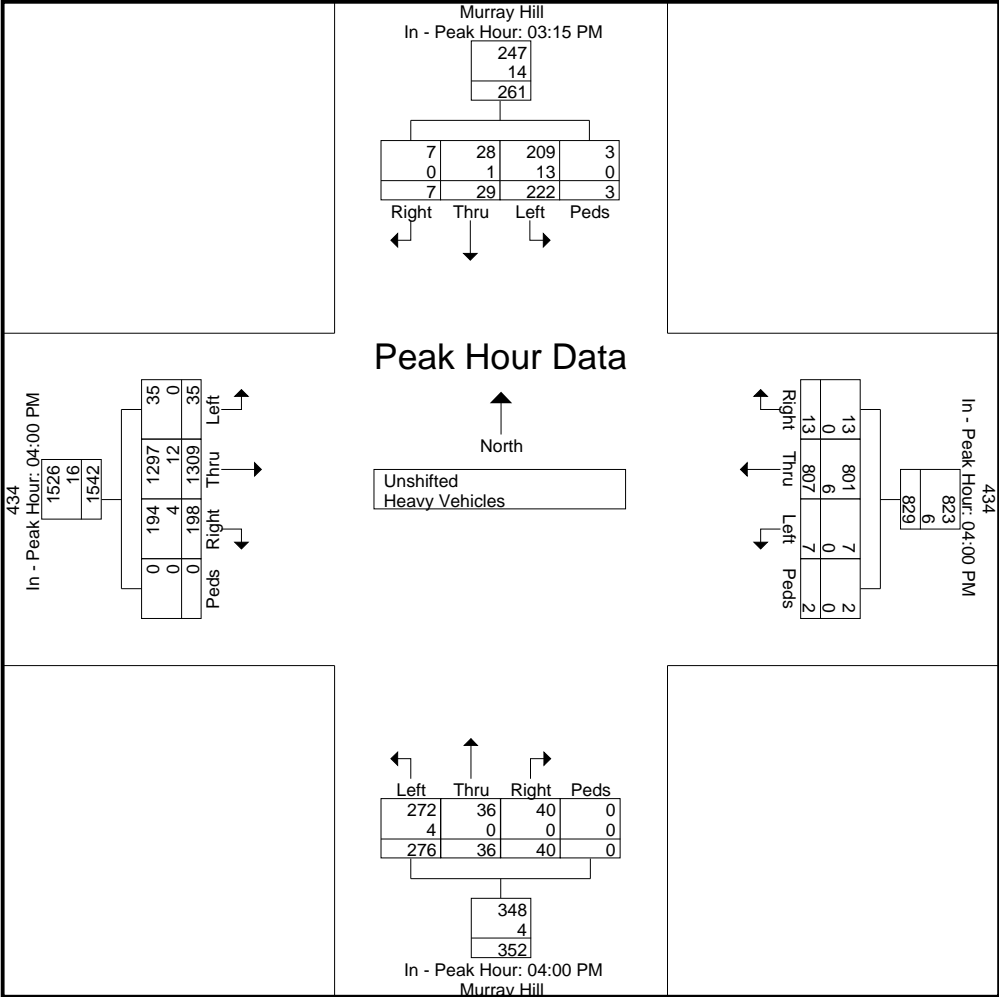 Murray Hill
In - Peak Hour: 03:15 PM
247
14
261
7 28 209 3
0 1 13 0
7 29 222 3
Right Thru Left Peds
Peak Hour Data
North
Unshifted
Heavy Vehicles
434
In - Peak Hour: 04:00 PM
1526
16
1542
35 0 35
1297 12 1309
194 4 198
0 0 0
Left Thru Right Peds
434
In - Peak Hour: 04:00 PM
823
6
829
13 0 13
801 6 807
7 0 7
2 0 2
Right Thru Left Peds
Left Thru Right Peds
272 36 40 0
4 0 0 0
276 36 40 0
348
4
352
In - Peak Hour: 04:00 PM
Murray Hill